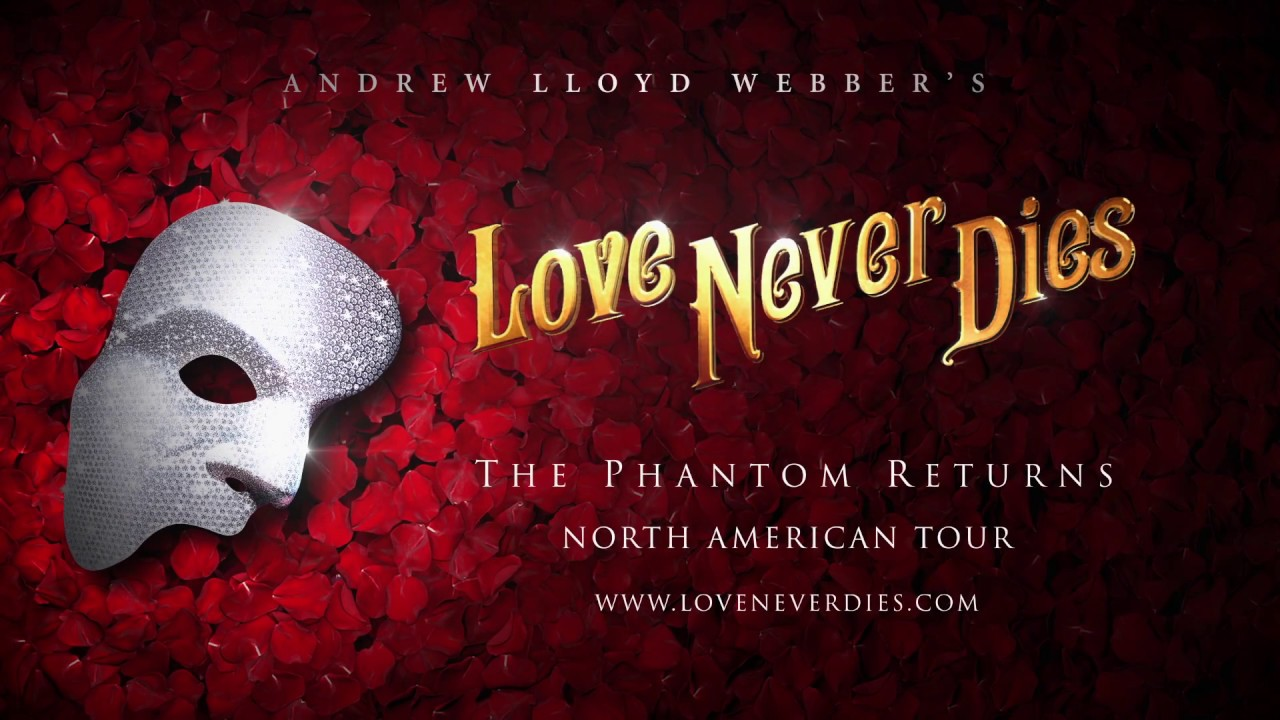 ANDREW LLOYD WEBBER'S
Love Never Dies
The Phantom Returns
NORTH AMERICAN TOUR
WWW.LOVENEVERDIES.COM